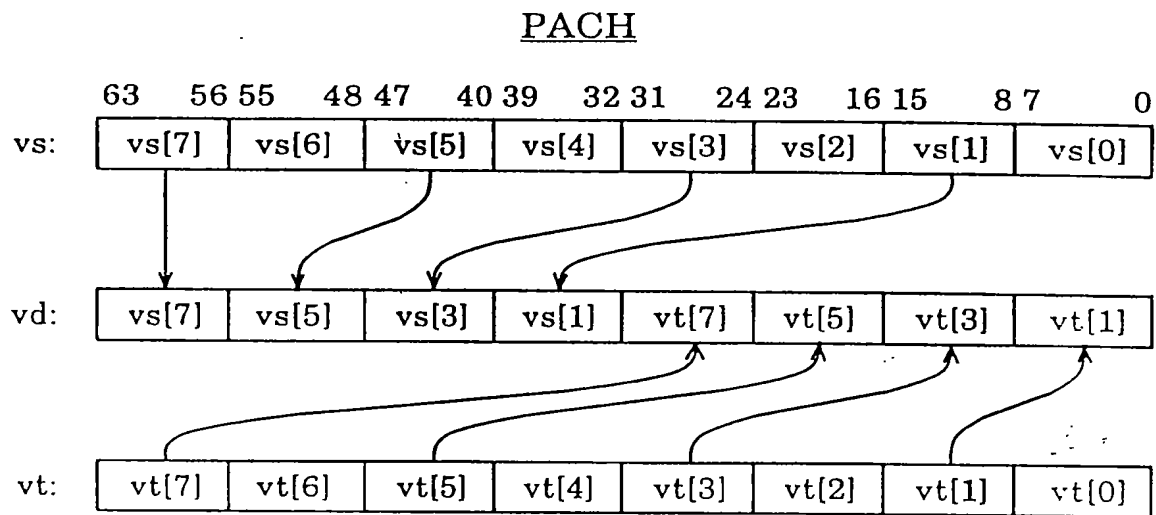 PACH
63 56 55 48 47 40 39 32 31 24 23 16 15 8 7 0
vs: vs[7] vs[6] vs[5] vs[4] vs[3] vs[2] vs[1] vs[0]
vd: vs[7] vs[5] vs[3] vs[1] vt[7] vt[5] vt[3] vt[1]
vt: vt[7] vt[6] vt[5] vt[4] vt[3] vt[2] vt[1] vt[0]